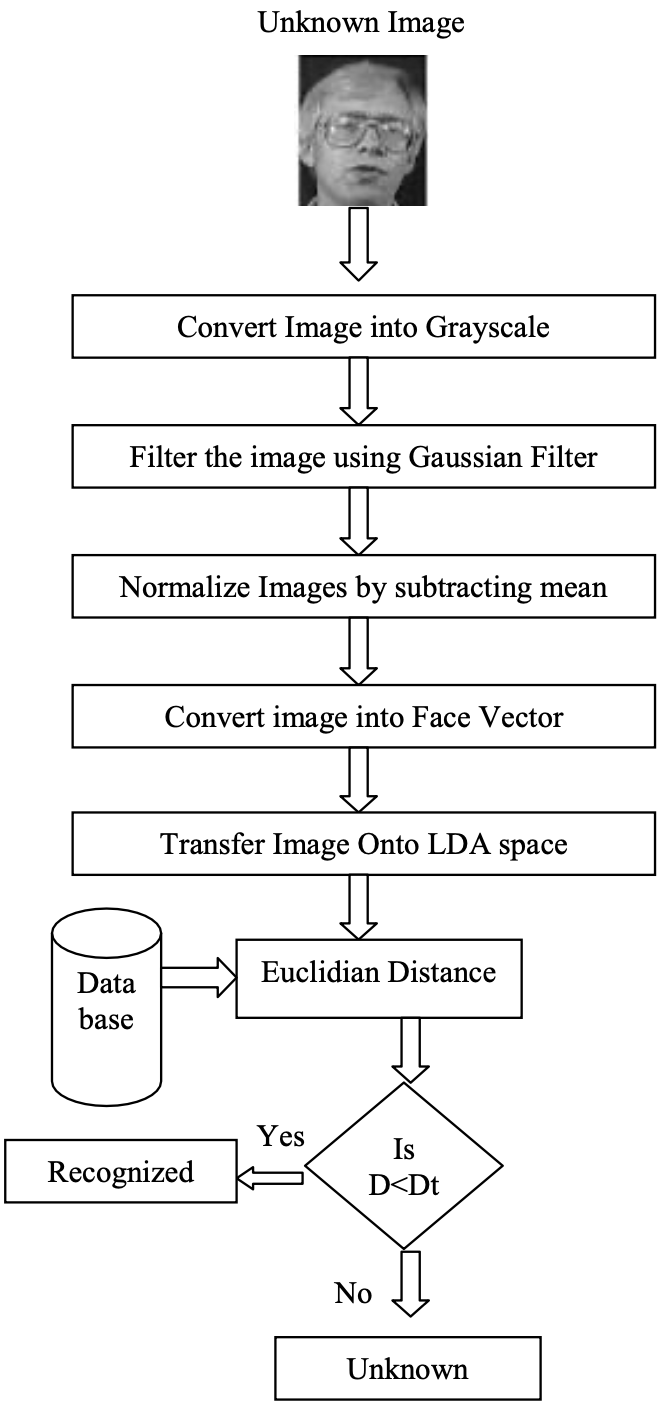 Unknown Image
Convert Image into Grayscale
Filter the image using Gaussian Filter
Normalize Images by subtracting mean
Convert image into Face Vector
Transfer Image Onto LDA space
Data
base
Euclidian Distance
Is
D<Dt
Yes
Recognized
No
Unknown